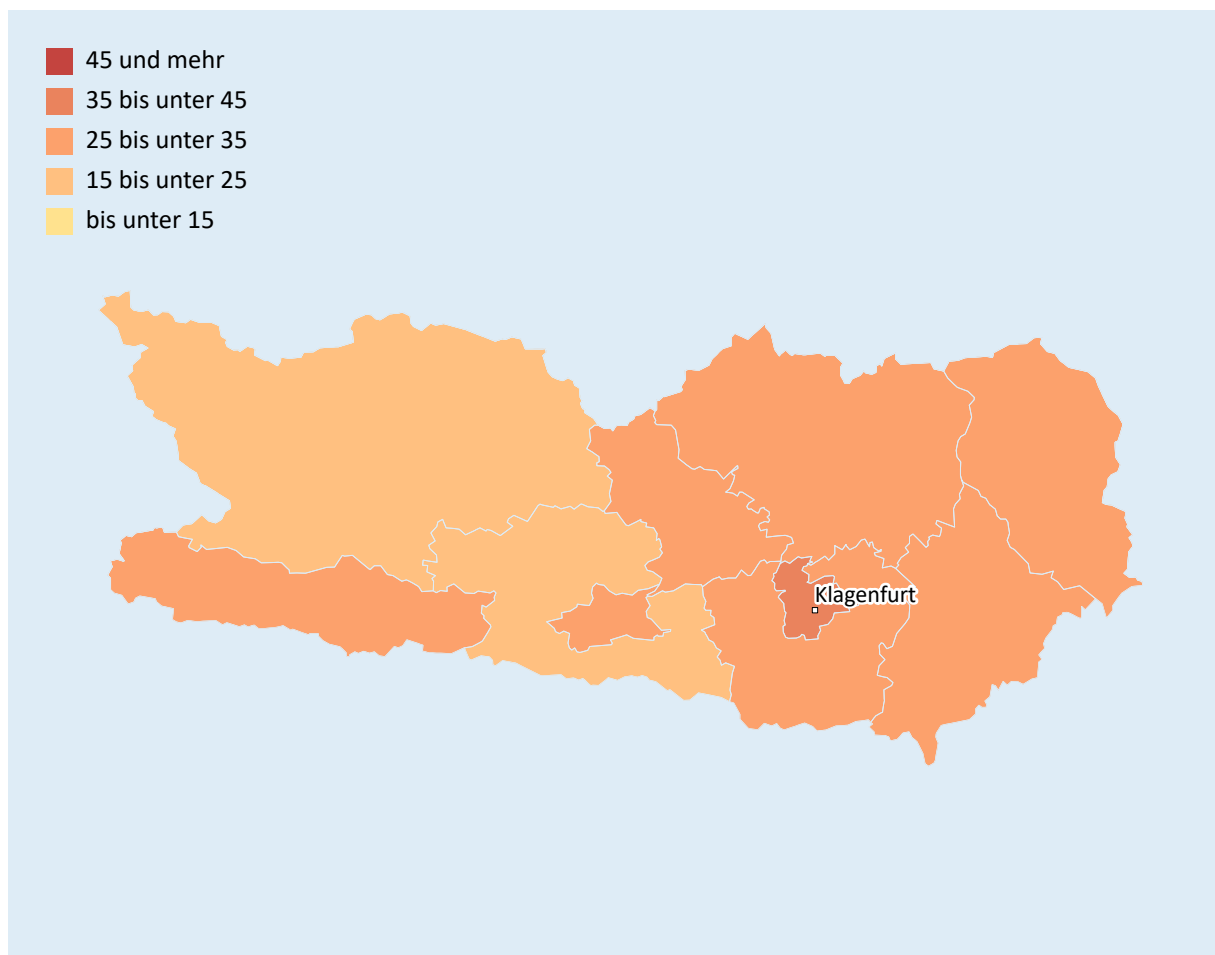 45 und mehr
35 bis unter 45
25 bis unter 35
15 bis unter 25
bis unter 15
Klagenfurt